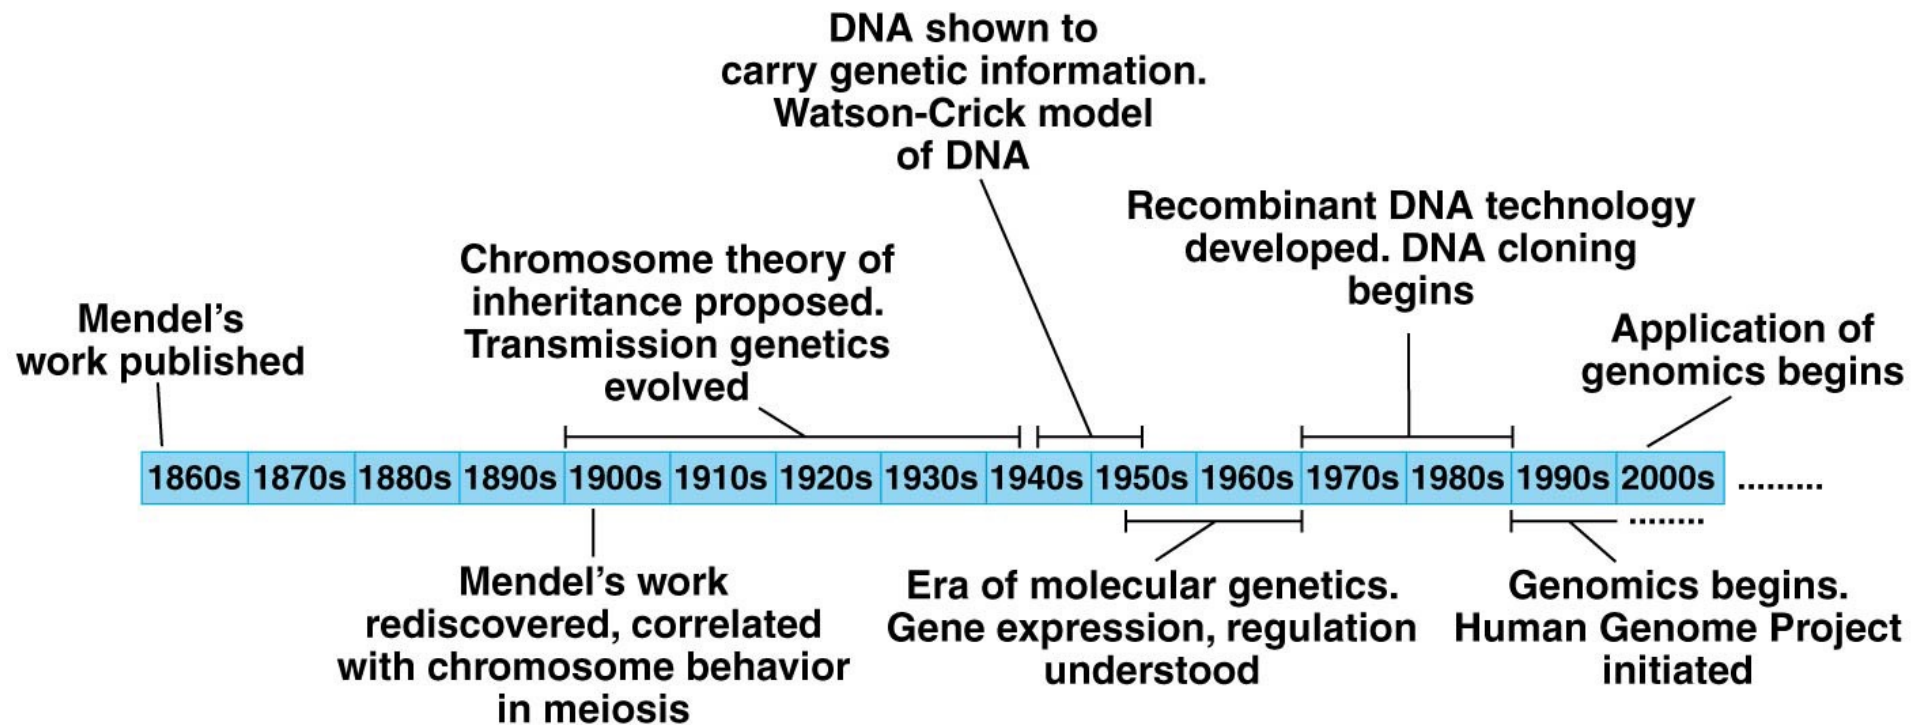 DNA shown to
carry genetic information.
Watson-Crick model
of DNA
Recombinant DNA technology
developed. DNA cloning
begins
Chromosome theory of
inheritance proposed.
Transmission genetics
evolved
Mendel's
work published
Application of
genomics begins
1860s 1870s 1880s 1890s 1900s 1910s 1920s 1930s 1940s 1950s 1960s 1970s 1980s 1990s 2000s .........
........
Mendel's work
rediscovered, correlated
with chromosome behavior
in meiosis
Era of molecular genetics.
Gene expression, regulation
understood
Genomics begins.
Human Genome Project
initiated